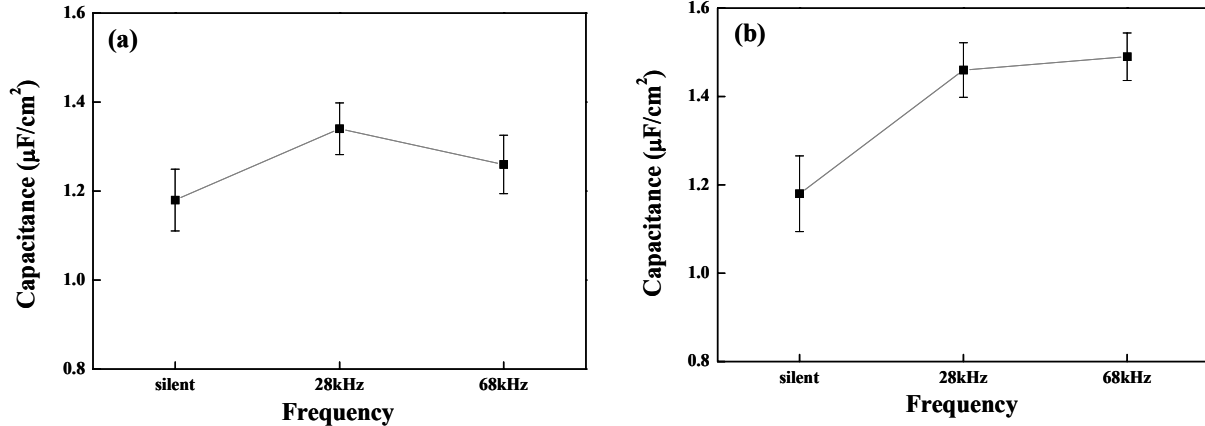 (a)
Capacitance (μF/cm²)
1.6
1.4
1.2
1.0
0.8
silent 28kHz 68kHz
Frequency
(b)
Capacitance (μF/cm²)
1.6
1.4
1.2
1.0
0.8
silent 28kHz 68kHz
Frequency